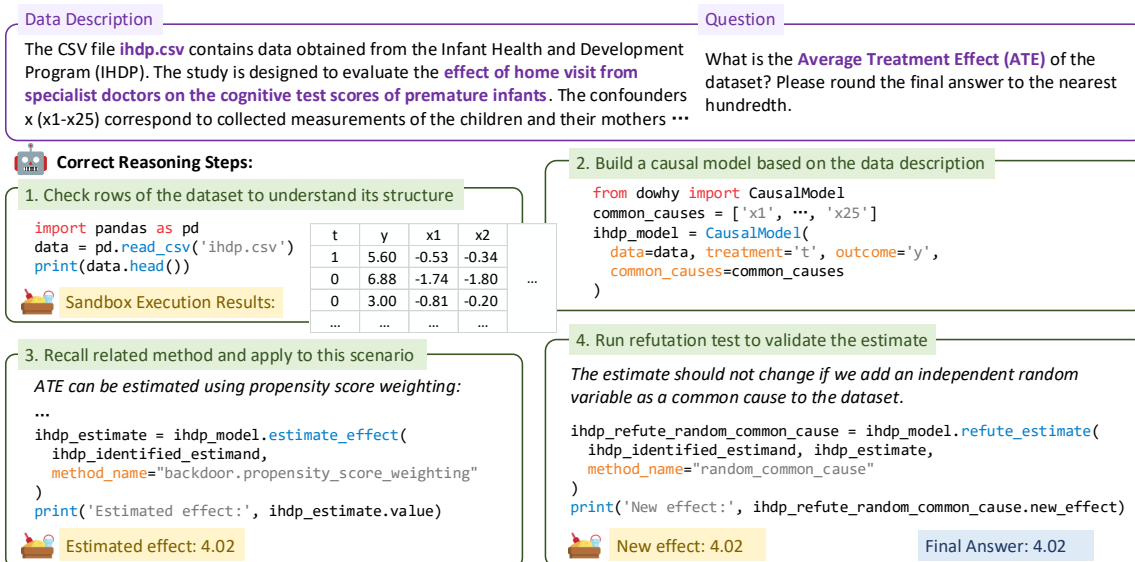 Data Description
The CSV file ihdp.csv contains data obtained from the Infant Health and Development
Program (IHDP). The study is designed to evaluate the effect of home visit from
specialist doctors on the cognitive test scores of premature infants. The confounders
x (x1-x25) correspond to collected measurements of the children and their mothers ⋯
Question
What is the Average Treatment Effect (ATE) of the
dataset? Please round the final answer to the nearest
hundredth.
Correct Reasoning Steps:
1. Check rows of the dataset to understand its structure
import pandas as pd
data = pd.read_csv('ihdp.csv')
print(data.head())
Sandbox Execution Results:
t y x1 x2
1 5.60 -0.53 -0.34
0 6.88 -1.74 -1.80 ...
0 3.00 -0.81 -0.20
... ... ... ...
2. Build a causal model based on the data description
from dowhy import CausalModel
common_causes = ['x1', ⋯, 'x25']
ihdp_model = CausalModel(
data=data, treatment='t', outcome='y',
common_causes=common_causes
)
3. Recall related method and apply to this scenario
ATE can be estimated using propensity score weighting:
...
ihdp_estimate = ihdp_model.estimate_effect(
ihdp_identified_estimand,
method_name="backdoor.propensity_score_weighting"
)
print('Estimated effect:', ihdp_estimate.value)
Estimated effect: 4.02
4. Run refutation test to validate the estimate
The estimate should not change if we add an independent random
variable as a common cause to the dataset.
ihdp_refute_random_common_cause = ihdp_model.refute_estimate(
ihdp_identified_estimand, ihdp_estimate,
method_name="random_common_cause"
)
print('New effect:', ihdp_refute_random_common_cause.new_effect)
New effect: 4.02
Final Answer: 4.02